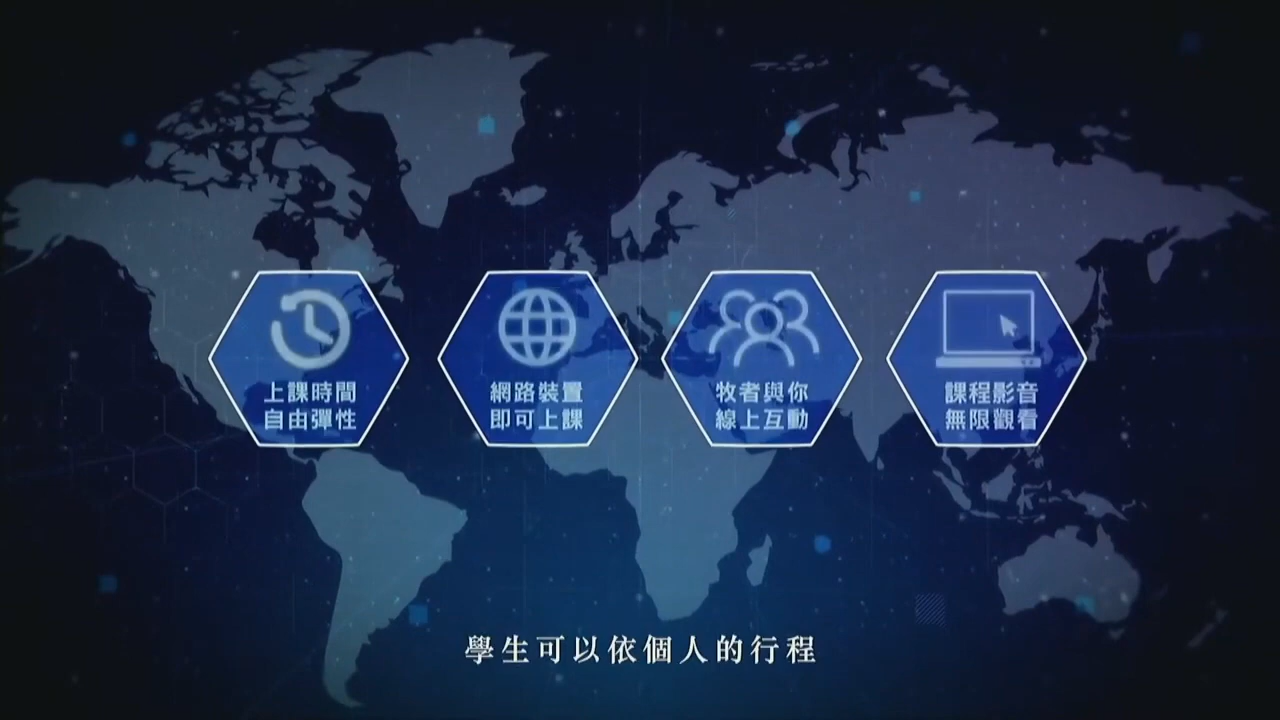 上課時間
自由彈性
網路裝置
即可上課
牧者與你
線上互動
課程影音
無限觀看
學生可以依個人的行程